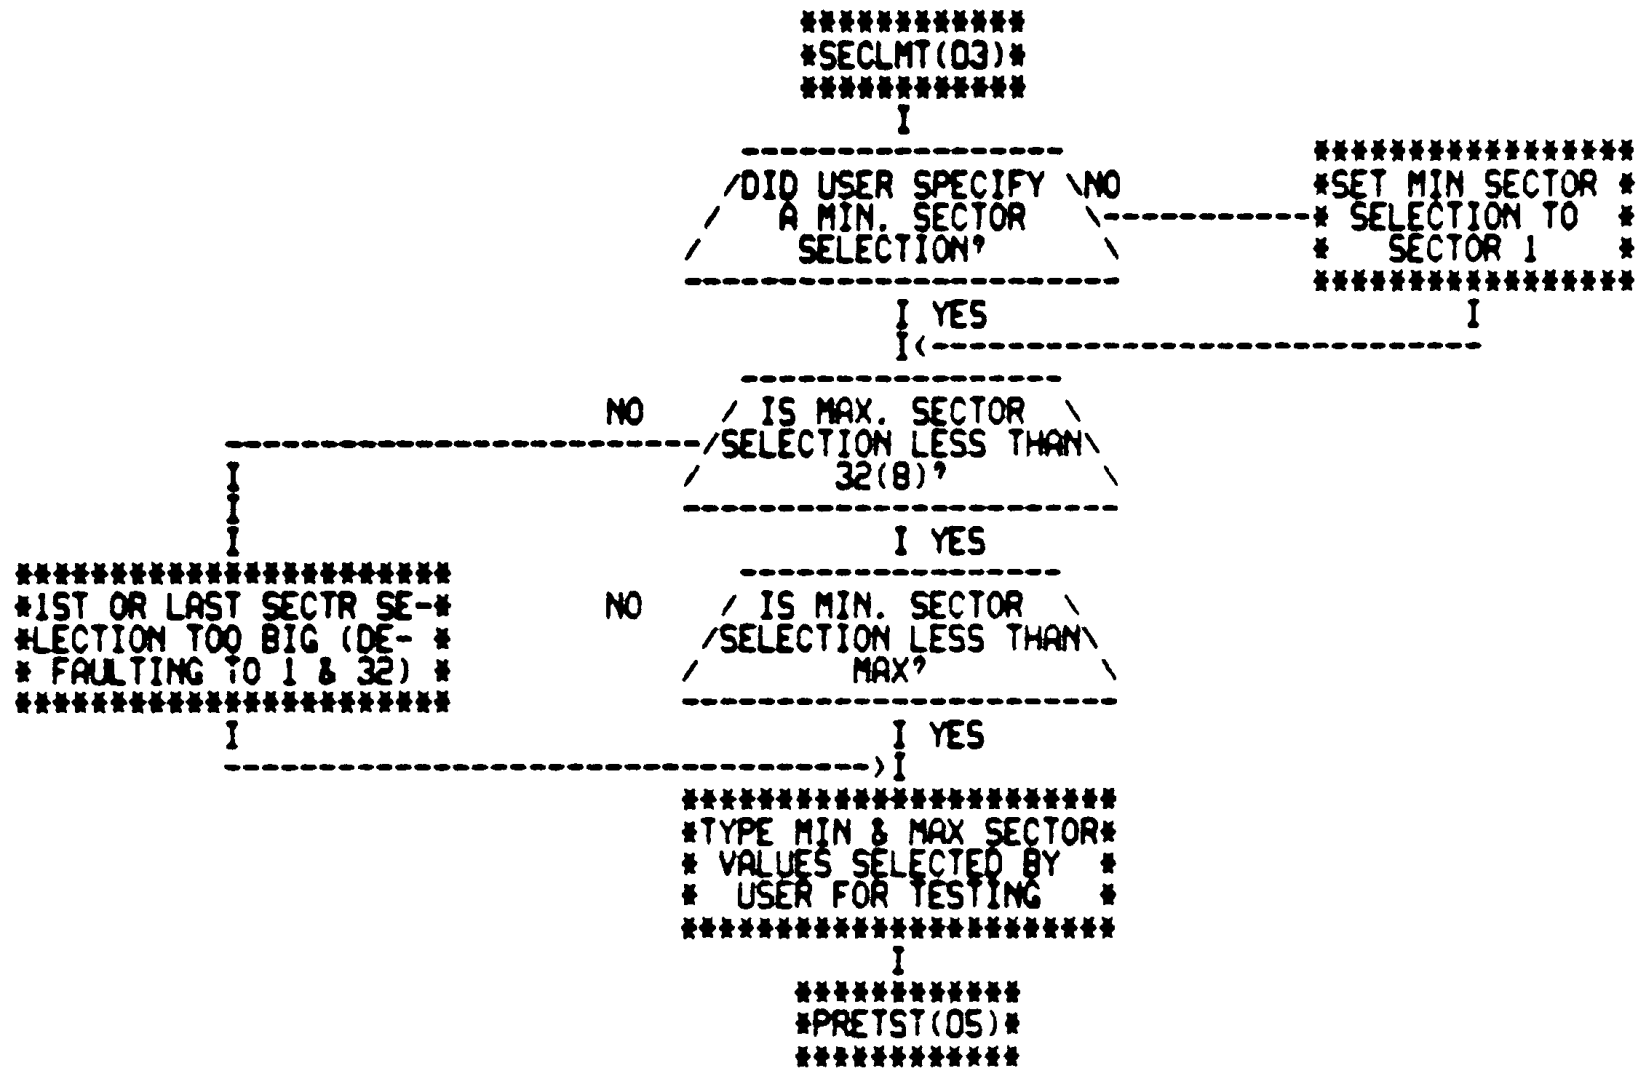 *SECLMT(03)*
DID USER SPECIFY
A MIN. SECTOR
SELECTION?
NO
*SET MIN SECTOR *
* SELECTION TO *
* SECTOR 1 *
I YES
I<
NO
IS MAX. SECTOR
SELECTION LESS THAN
32(8)?
I YES
*1ST OR LAST SECTR SE-*
*LECTION TOO BIG (DE- *
* FAULTING TO 1 & 32) *
NO
IS MIN. SECTOR
SELECTION LESS THAN
MAX?
I YES
>I
*TYPE MIN & MAX SECTOR*
* VALUES SELECTED BY *
* USER FOR TESTING *
*PRETST(05)*